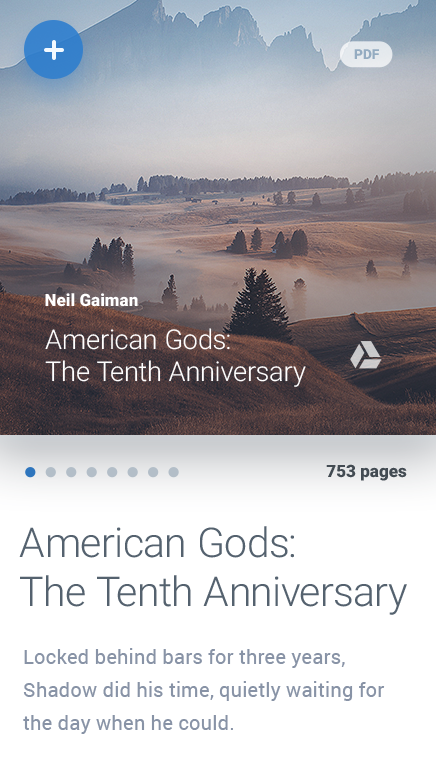 PDF
Neil Gaiman
American Gods:
The Tenth Anniversary
753 pages
American Gods:
The Tenth Anniversary
Locked behind bars for three years,
Shadow did his time, quietly waiting for
the day when he could.